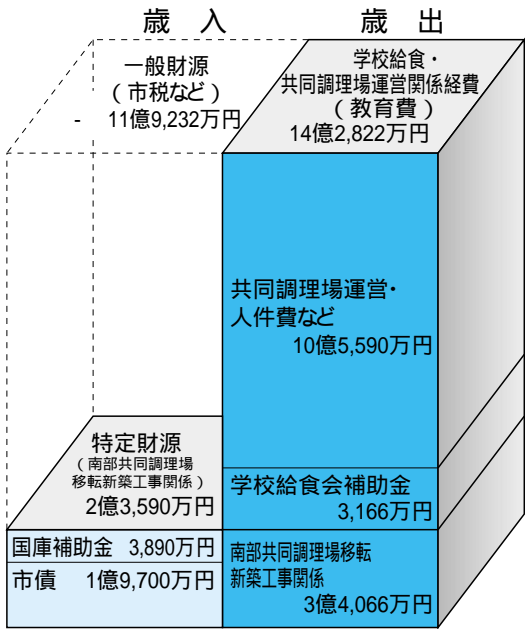 歳入 歳出
一般財源
(市税など)
- 11億9,232万円
学校給食・
共同調理場運営関係経費
(教育費)
14億2,822万円
共同調理場運営・
人件費など
10億5,590万円
特定財源
(南部共同調理場
移転新築工事関係)
2億3,590万円
学校給食会補助金
3,166万円
国庫補助金 3,890万円
市債 1億9,700万円
南部共同調理場移転
新築工事関係
3億4,066万円